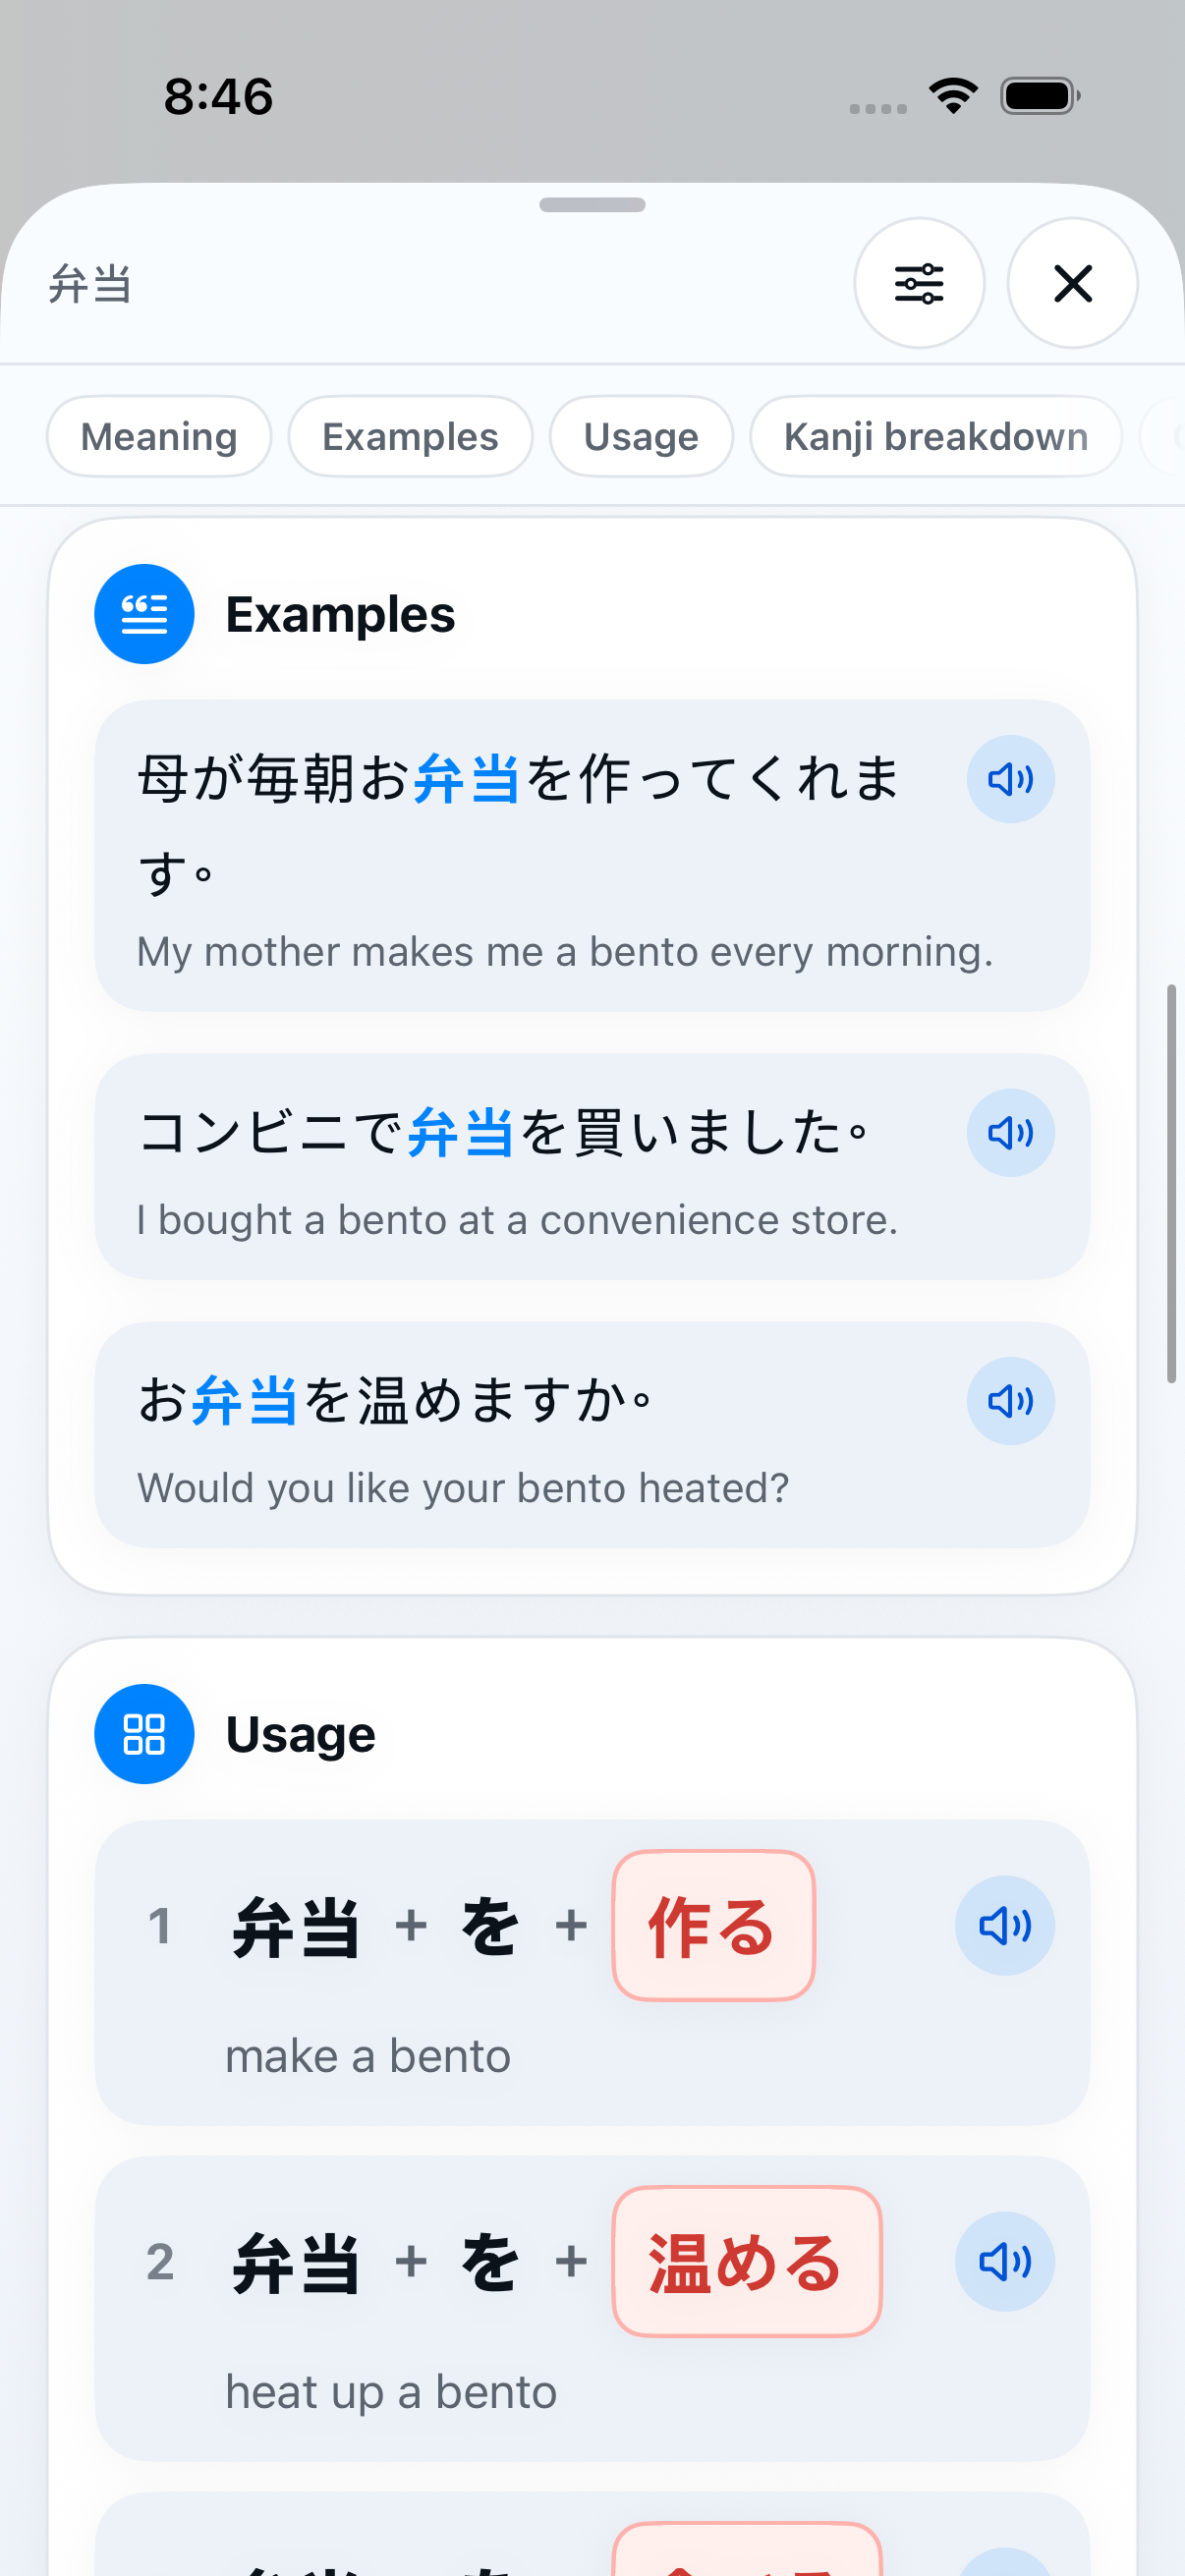 8:46
弁当
Meaning
Examples
Usage
Kanji breakdown
Examples
母が毎朝お弁当を作ってくれま
す。
My mother makes me a bento every morning.
コンビニで弁当を買いました。
I bought a bento at a convenience store.
お弁当を温めますか。
Would you like your bento heated?
Usage
1 弁当 + を + 作る
make a bento
2 弁当 + を + 温める
heat up a bento